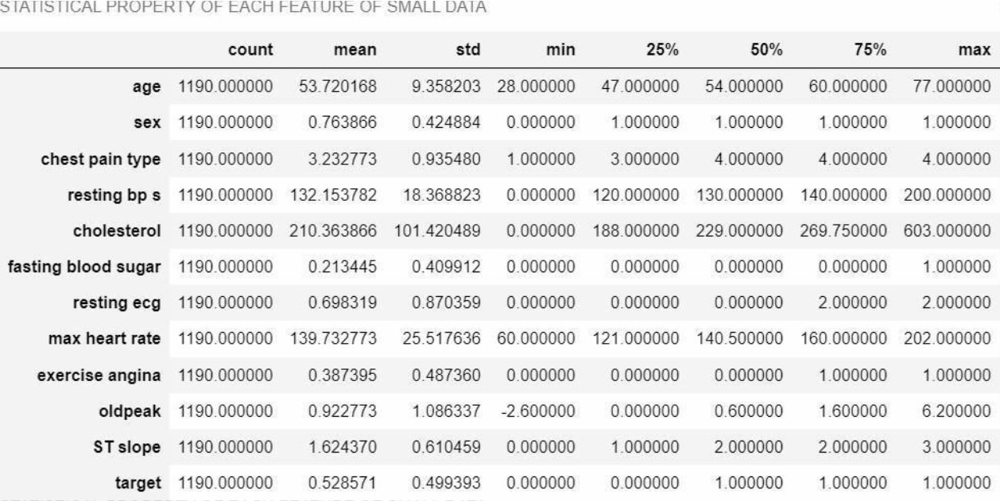 STATISTICAL PROPERTY OF EACH FEATURE OF SMALL DATA
count mean std min 25% 50% 75% max
age 1190.000000 53.720168 9.358203 28.000000 47.000000 54.000000 60.000000 77.000000
sex 1190.000000 0.763866 0.424884 0.000000 1.000000 1.000000 1.000000 1.000000
chest pain type 1190.000000 3.232773 0.935480 1.000000 3.000000 4.000000 4.000000 4.000000
resting bp s 1190.000000 132.153782 18.368823 0.000000 120.000000 130.000000 140.000000 200.000000
cholesterol 1190.000000 210.363866 101.420489 0.000000 188.000000 229.000000 269.750000 603.000000
fasting blood sugar 1190.000000 0.213445 0.409912 0.000000 0.000000 0.000000 0.000000 1.000000
resting ecg 1190.000000 0.698319 0.870359 0.000000 0.000000 0.000000 2.000000 2.000000
max heart rate 1190.000000 139.732773 25.517636 60.000000 121.000000 140.500000 160.000000 202.000000
exercise angina 1190.000000 0.387395 0.487360 0.000000 0.000000 0.000000 1.000000 1.000000
oldpeak 1190.000000 0.922773 1.086337 -2.600000 0.000000 0.600000 1.600000 6.200000
ST slope 1190.000000 1.624370 0.610459 0.000000 1.000000 2.000000 2.000000 3.000000
target 1190.000000 0.528571 0.499393 0.000000 0.000000 1.000000 1.000000 1.000000